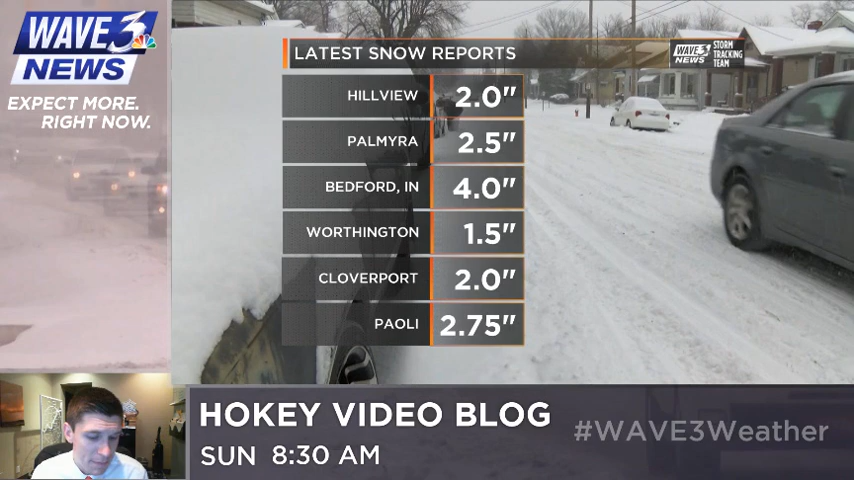 WAVE 3
NEWS
EXPECT MORE.
RIGHT NOW.
LATEST SNOW REPORTS
WAVE 3 NEWS
STORM
TRACKING
TEAM
HILLVIEW 2.0"
PALMYRA 2.5"
BEDFORD, IN 4.0"
WORTHINGTON 1.5"
CLOVERPORT 2.0"
PAOLI 2.75"
HOKEY VIDEO BLOG
SUN 8:30 AM
#WAVE3Weather